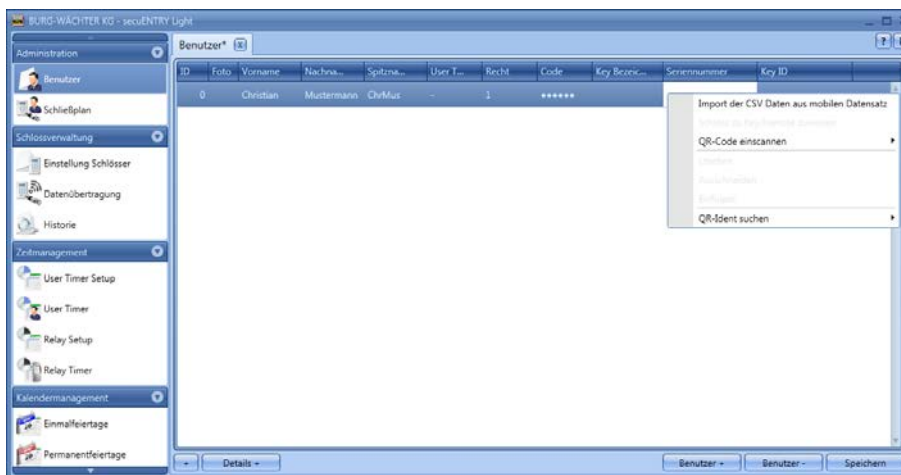 BURG-WÄCHTER KG - secuENTRY Light
Administration
Benutzer
Schließplan
Schlossverwaltung
Einstellung Schlösser
Datenübertragung
Historie
Zeitmanagement
User Timer Setup
User Timer
Relay Setup
Relay Timer
Kalendermanagement
Einmalfeiertage
Permanentfeiertage
Benutzer*
ID Foto Vorname Nachna... Spitzna... User T... Recht Code Key Bezeic... Seriennummer Key ID
0 Christian Mustermann ChrMus - 1 ******
Import der CSV Daten aus mobilen Datensatz
QR-Code einscannen
Ausschneiden
Einfügen
QR-Ident suchen
- Details + Benutzer + Benutzer - Speichern